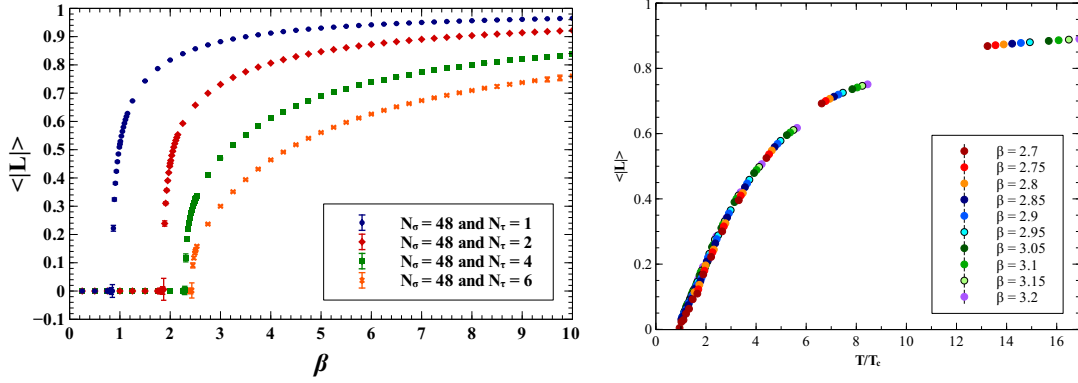 1
0.9
0.8
0.7
0.6
0.5
0.4
0.3
0.2
0.1
0
−0.1
<|L|>
0 1 2 3 4 5 6 7 8 9 10
β
Nσ = 48 and Nτ = 1
Nσ = 48 and Nτ = 2
Nσ = 48 and Nτ = 4
Nσ = 48 and Nτ = 6
1
0.8
0.6
0.4
0.2
0
<|L|>
0 2 4 6 8 10 12 14 16
T/Tc
β = 2.7
β = 2.75
β = 2.8
β = 2.85
β = 2.9
β = 2.95
β = 3.05
β = 3.1
β = 3.15
β = 3.2